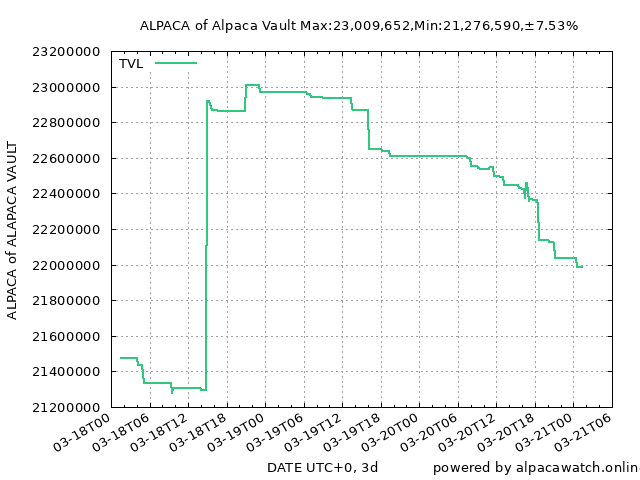 ALPACA of Alpaca Vault Max:23,009,652,Min:21,276,590,±7.53%
TVL
ALPACA of ALAPACA VAULT
23200000
23000000
22800000
22600000
22400000
22200000
22000000
21800000
21600000
21400000
21200000
03-18T00
03-18T06
03-18T12
03-18T18
03-19T00
03-19T06
03-19T12
03-19T18
03-20T00
03-20T06
03-20T12
03-20T18
03-21T00
03-21T06
DATE UTC+0, 3d
powered by alpacawatch.onlin